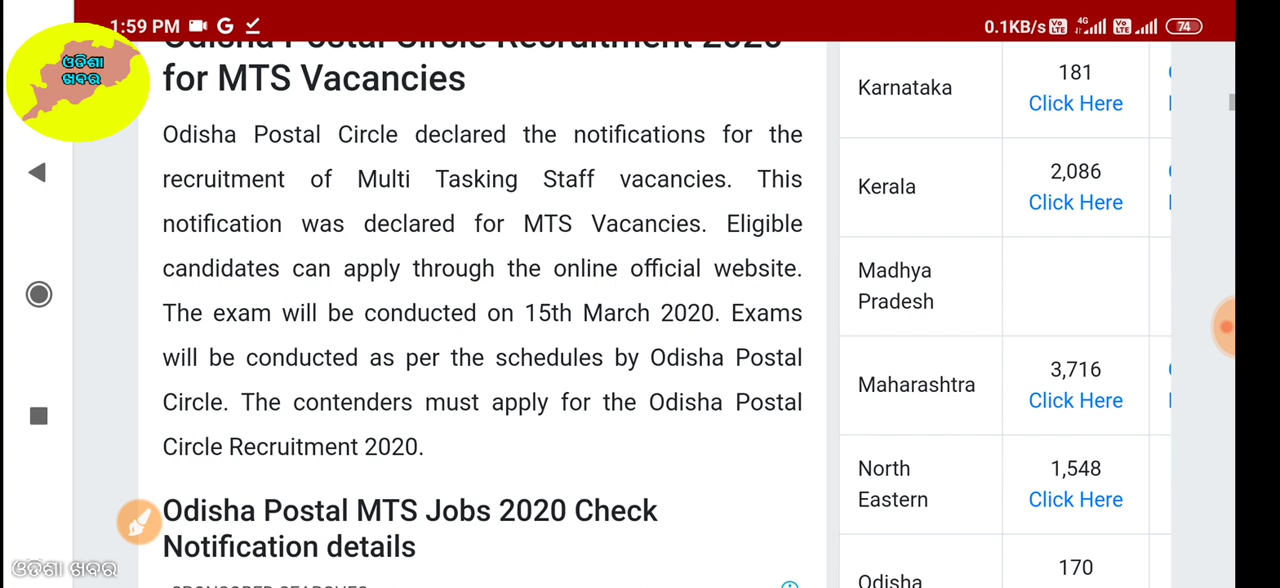 1:59 PM
0.1KB/s
4G
74
ଓଡିଶା
ଖବର
Odisha Postal Circle Recruitment 2020
for MTS Vacancies
Odisha Postal Circle declared the notifications for the
recruitment of Multi Tasking Staff vacancies. This
notification was declared for MTS Vacancies. Eligible
candidates can apply through the online official website.
The exam will be conducted on 15th March 2020. Exams
will be conducted as per the schedules by Odisha Postal
Circle. The contenders must apply for the Odisha Postal
Circle Recruitment 2020.
Odisha Postal MTS Jobs 2020 Check
Notification details
SPONSORED SEARCHES
Karnataka
181
Click Here
Kerala
2,086
Click Here
Madhya
Pradesh
Maharashtra
3,716
Click Here
North
Eastern
1,548
Click Here
Odisha
170
ଓଡିଶା ଖବର